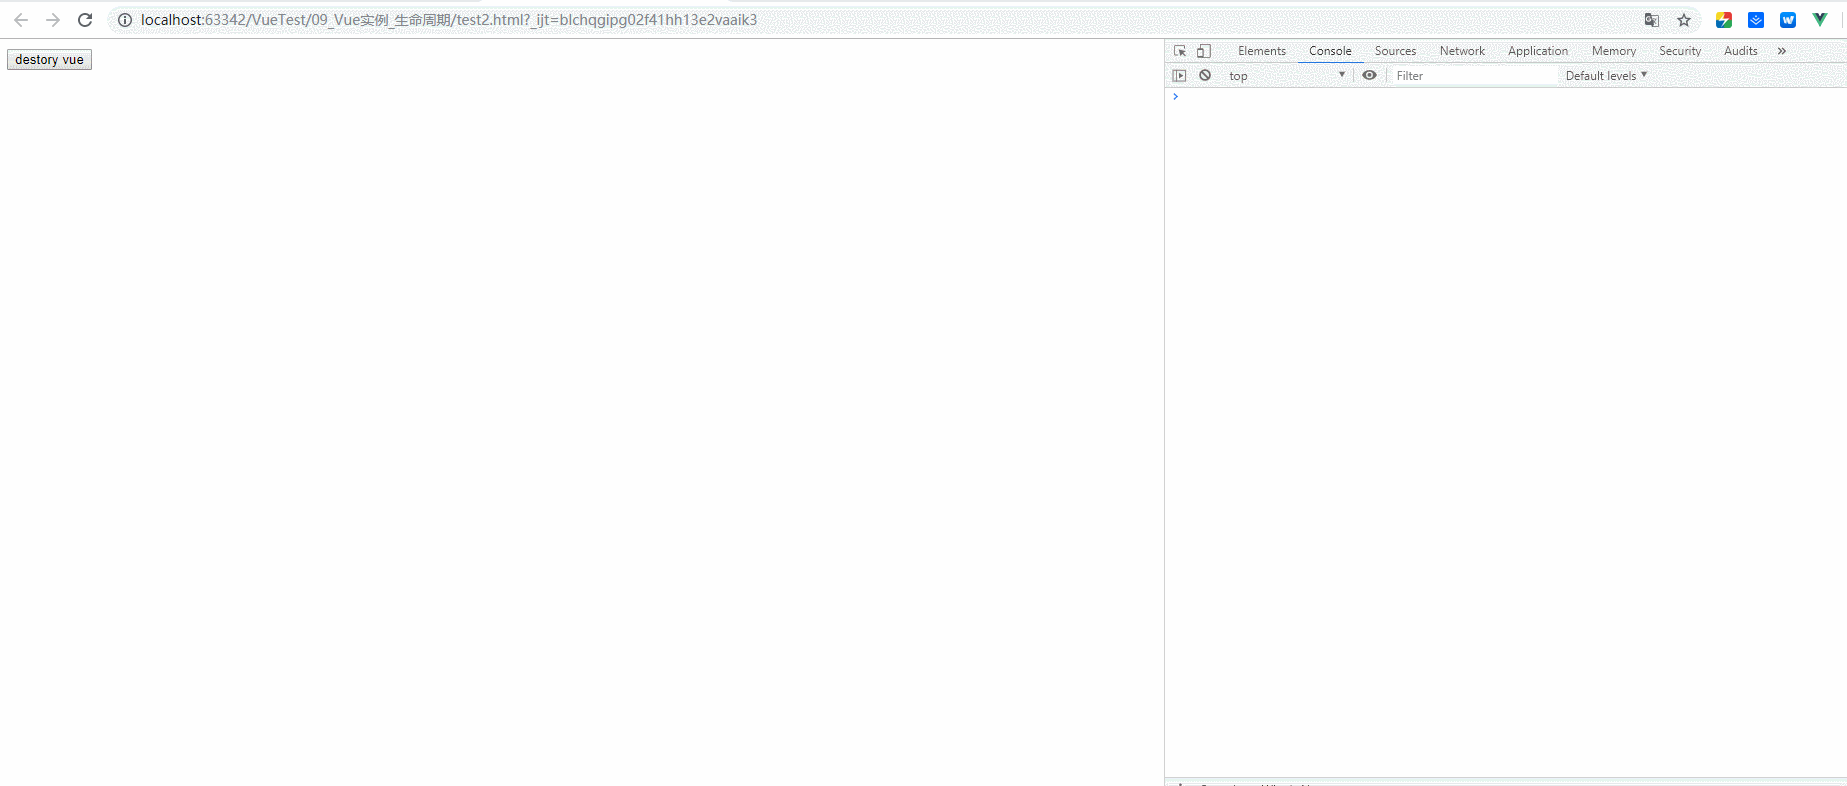 localhost:63342/VueTest/09_Vue实例_生命周期/test2.html?_ijt=blchqgipg02f41hh13e2vaaik3
destory vue
Elements Console Sources Network Application Memory Security Audits »
top Filter Default levels